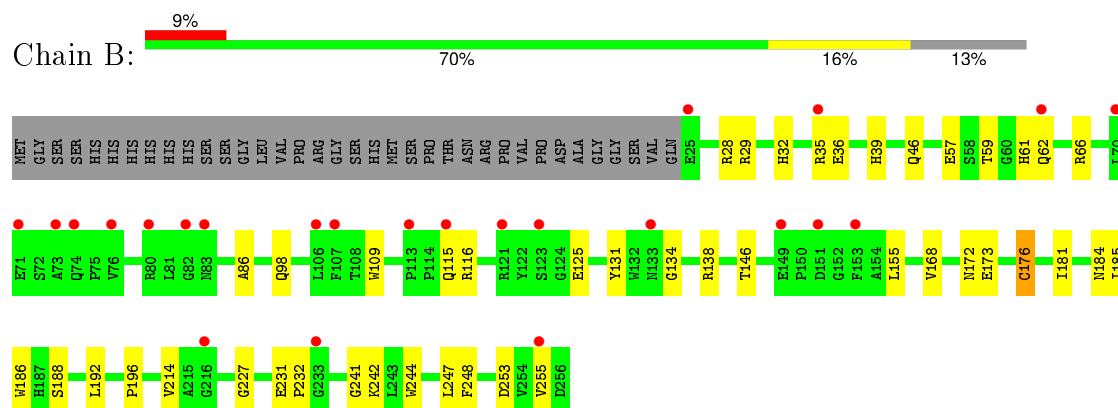 9%
Chain B:
70% 16% 13%
MET GLY SER SER HIS HIS HIS HIS HIS HIS SER SER GLY LEU VAL PRO ARG GLY SER HIS MET SER PRO THR ASN ARG PRO VAL PRO ASP ALA GLY GLY SER VAL GLN E25 R28 R29 H32 R35 E36 H39 Q46 E57 S58 T59 G60 H61 Q62 R66 L70
E71 S72 A73 Q74 P75 V76 R80 L81 G82 N83 A86 Q98 L106 F107 T108 W109 P113 P114 Q115 R116 R121 Y122 S123 G124 E125 Y131 W132 N133 G134 R138 T146 E149 P150 D151 G152 F153 A154 L155 V168 N172 E173 C176 I181 N184 I185
W186 H187 S188 L192 P196 V214 A215 G216 G227 E231 P232 G233 G241 K242 L243 W244 L247 F248 D253 V254 V255 D256